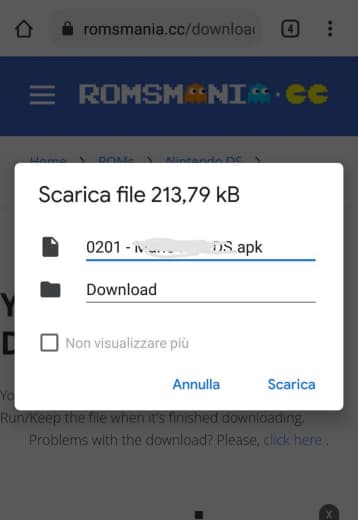 romsmania.cc/download
4
ROMSMANIA·CC
Home > ROMs > Nintendo DS >
Scarica file 213,79 kB
0201 - DS.apk
Download
Non visualizzare più
Annulla Scarica
Yo
Run/Keep the file when it's finished downloading.
Problems with the download? Please, click here .
X